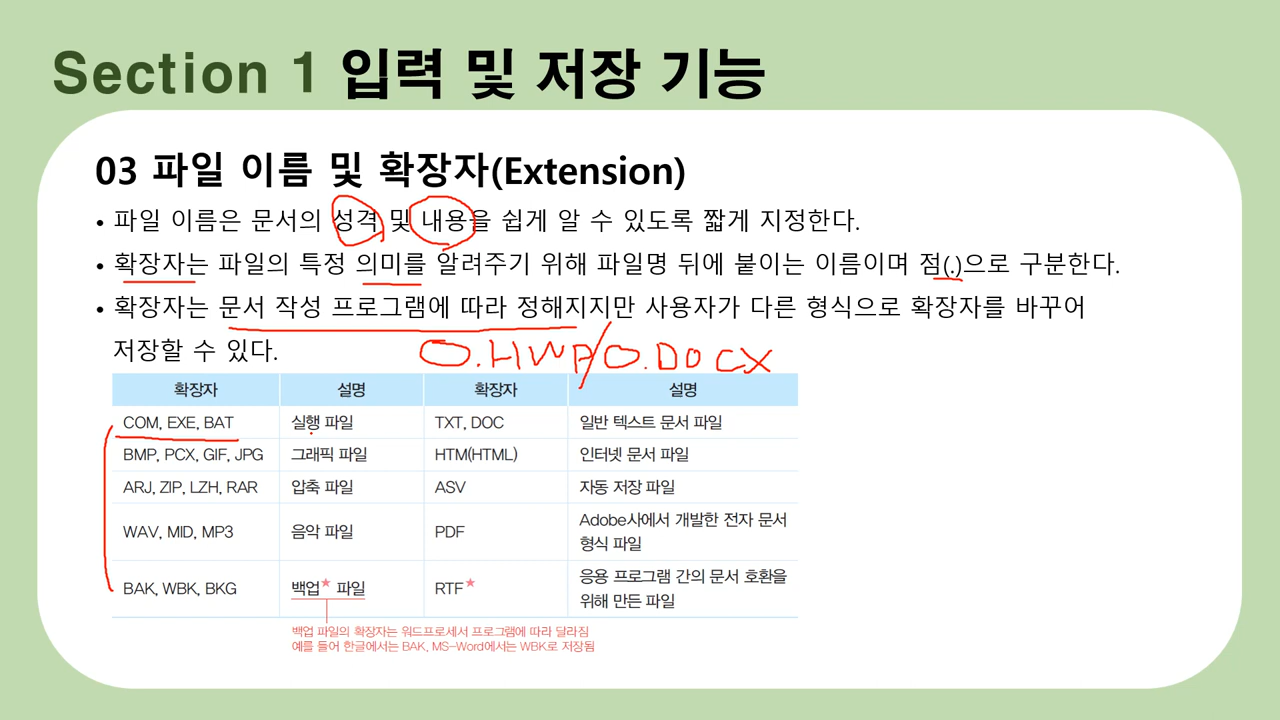 Section 1 입력 및 저장 기능
03 파일 이름 및 확장자(Extension)
• 파일 이름은 문서의 성격 및 내용을 쉽게 알 수 있도록 짧게 지정한다.
• 확장자는 파일의 특정 의미를 알려주기 위해 파일명 뒤에 붙이는 이름이며 점(.)으로 구분한다.
• 확장자는 문서 작성 프로그램에 따라 정해지지만 사용자가 다른 형식으로 확장자를 바꾸어
저장할 수 있다.
O.HWP/O.DOCX
확장자 설명 확장자 설명
COM, EXE, BAT 실행 파일 TXT, DOC 일반 텍스트 문서 파일
BMP, PCX, GIF, JPG 그래픽 파일 HTM(HTML) 인터넷 문서 파일
ARJ, ZIP, LZH, RAR 압축 파일 ASV 자동 저장 파일
WAV, MID, MP3 음악 파일 PDF Adobe사에서 개발한 전자 문서
형식 파일
BAK, WBK, BKG 백업★ 파일 RTF★ 응용 프로그램 간의 문서 호환을
위해 만든 파일
백업 파일의 확장자는 워드프로세서 프로그램에 따라 달라짐
예를 들어 한글에서는 BAK, MS-Word에서는 WBK로 저장됨